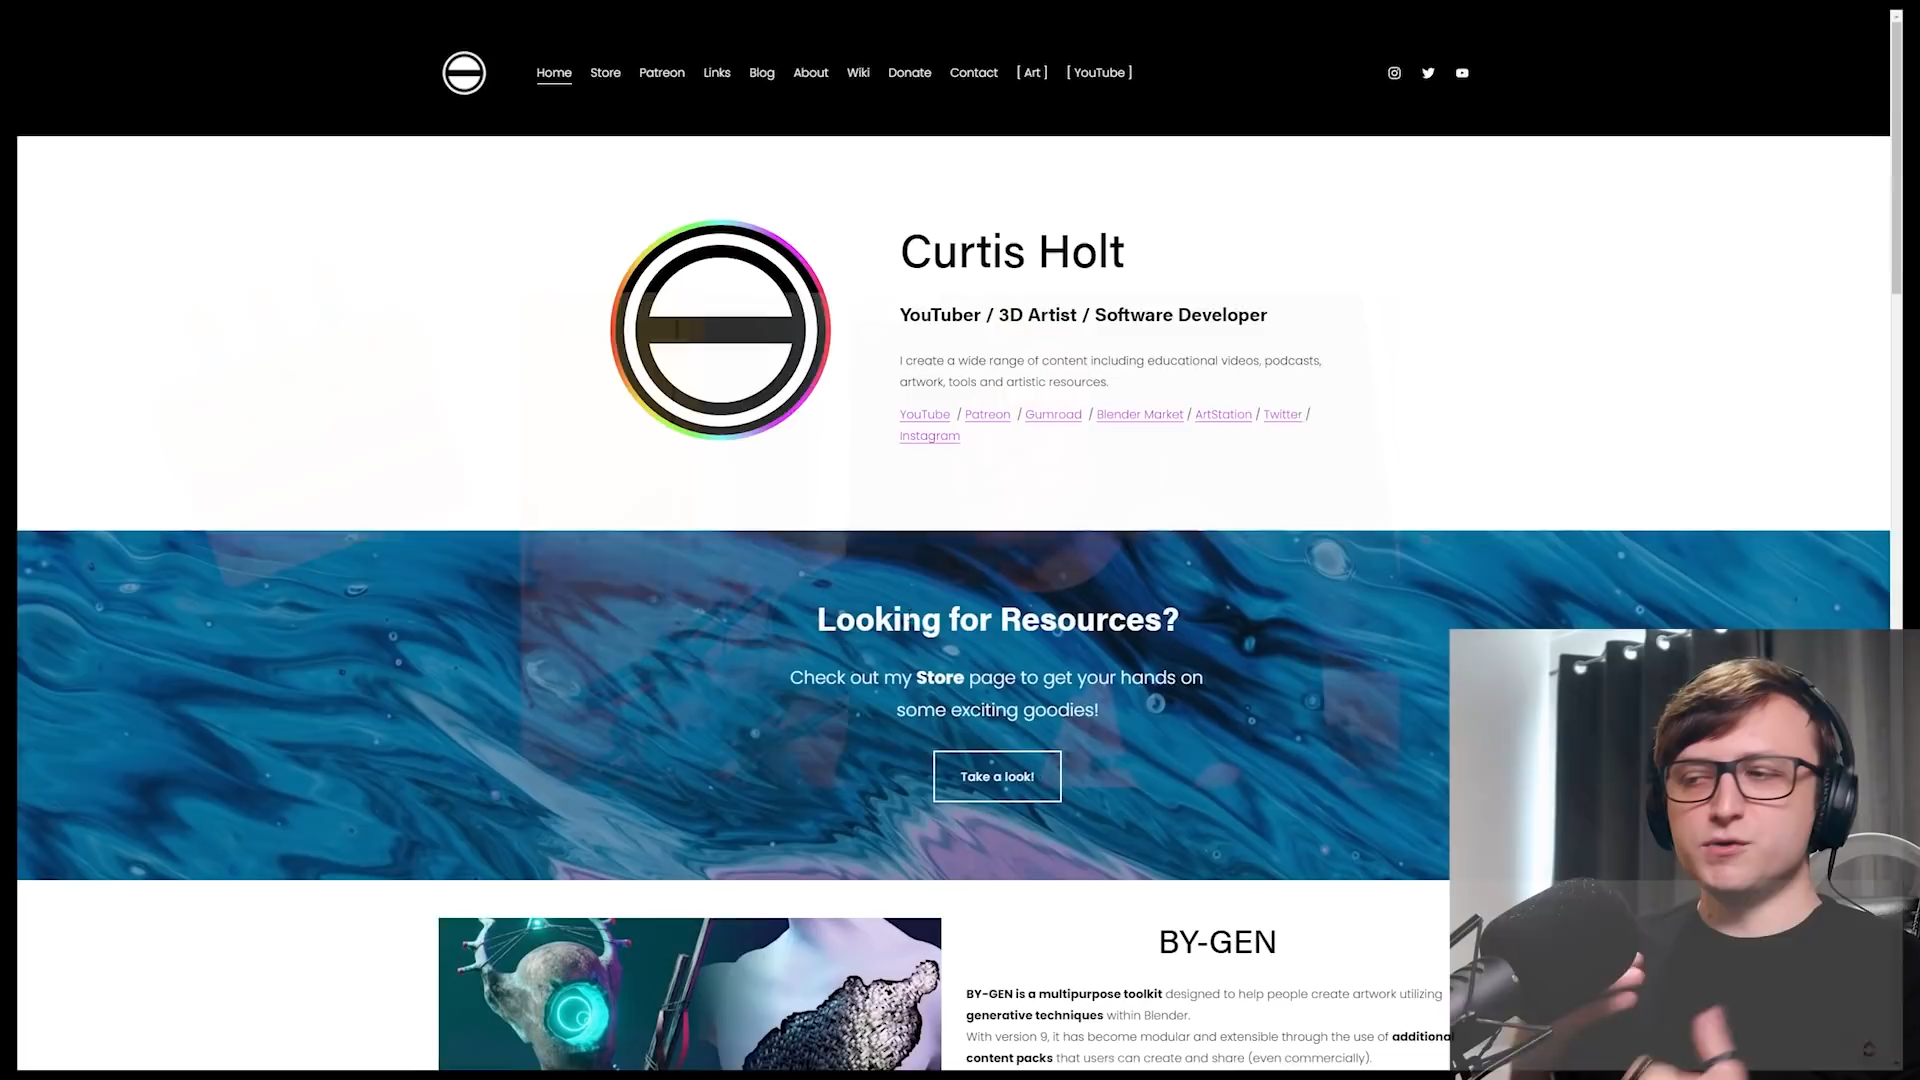 Home Store Patreon Links Blog About Wiki Donate Contact [ Art ] [ YouTube ]
Curtis Holt
YouTuber / 3D Artist / Software Developer
I create a wide range of content including educational videos, podcasts,
artwork, tools and artistic resources.
YouTube / Patreon / Gumroad / Blender Market / ArtStation / Twitter /
Instagram
Looking for Resources?
Check out my Store page to get your hands on
some exciting goodies!
Take a look!
BY-GEN
BY-GEN is a multipurpose toolkit designed to help people create artwork utilizing
generative techniques within Blender.
With version 9, it has become modular and extensible through the use of additional
content packs that users can create and share (even commercially).